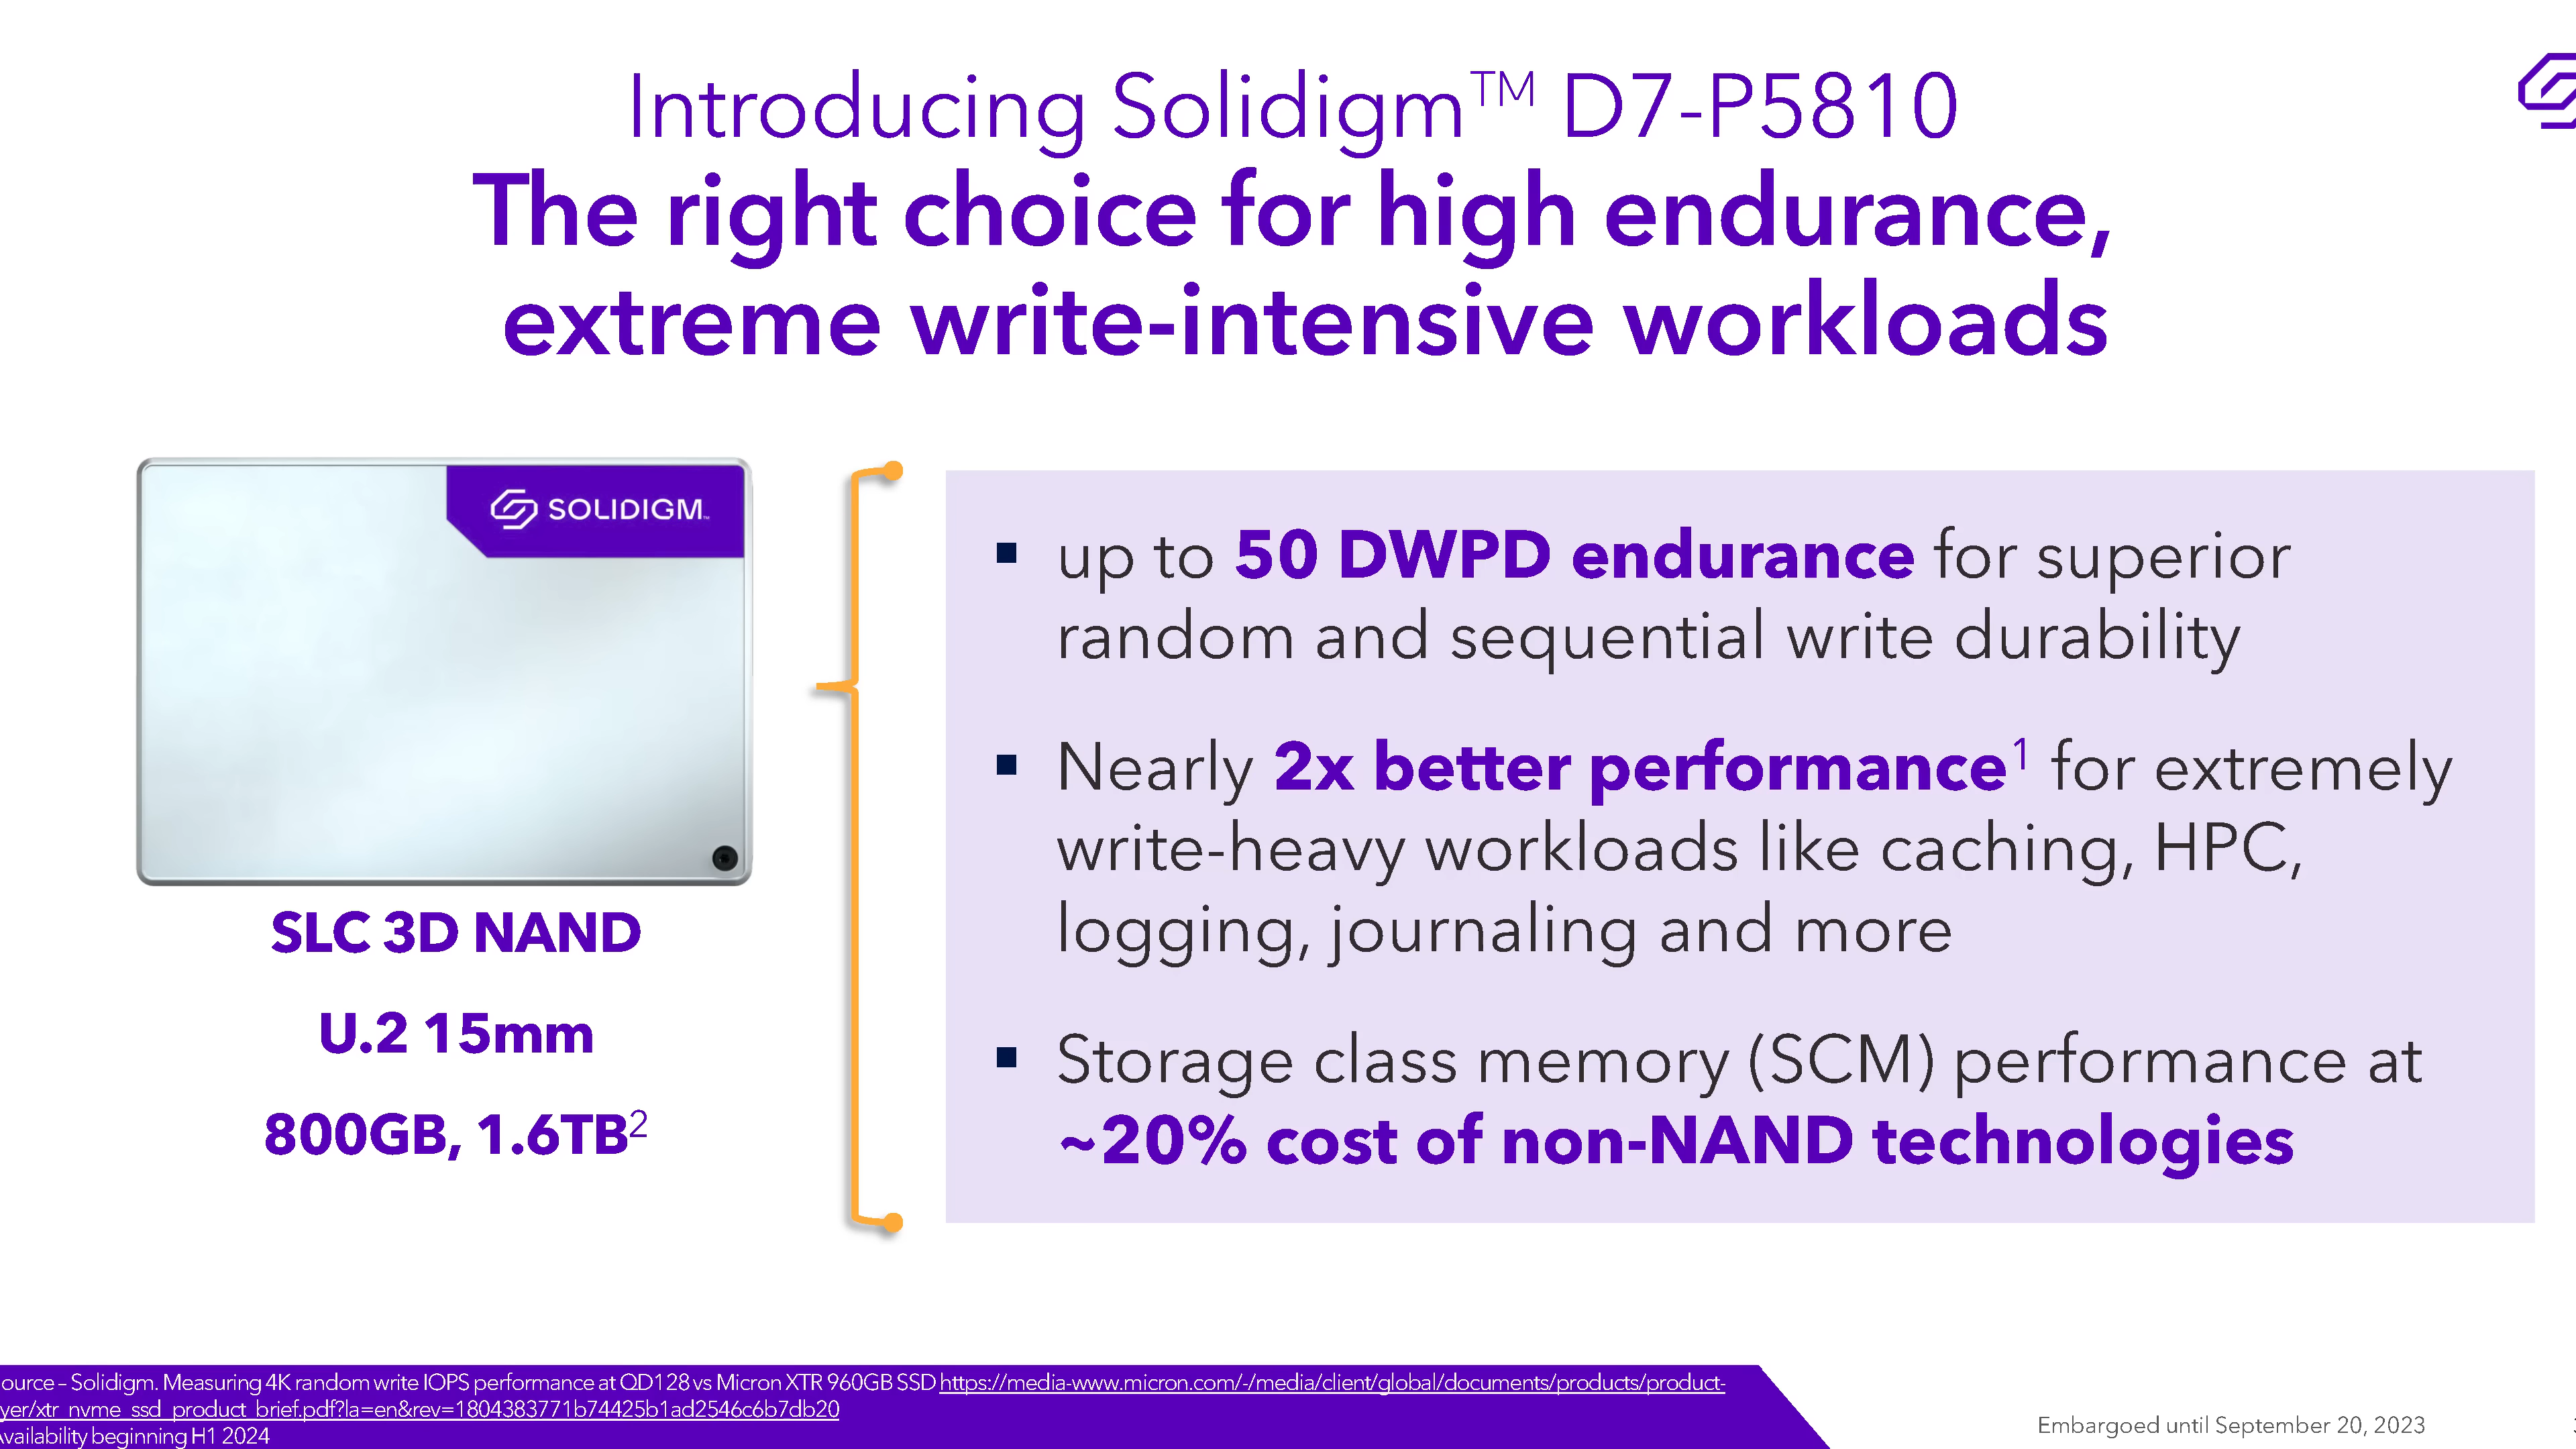 Introducing Solidigm™ D7-P5810
The right choice for high endurance,
extreme write-intensive workloads
SOLIDIGM™
SLC 3D NAND
U.2 15mm
800GB, 1.6TB²
▪ up to 50 DWPD endurance for superior
random and sequential write durability
▪ Nearly 2x better performance¹ for extremely
write-heavy workloads like caching, HPC,
logging, journaling and more
▪ Storage class memory (SCM) performance at
~20% cost of non-NAND technologies
ource – Solidigm. Measuring 4K random write IOPS performance at QD128 vs Micron XTR 960GB SSD https://media-www.micron.com/-/media/client/global/documents/products/product-
yer/xtr_nvme_ssd_product_brief.pdf?la=en&rev=1804383771b74425b1ad2546c6b7db20
Availability beginning H1 2024
Embargoed until September 20, 2023